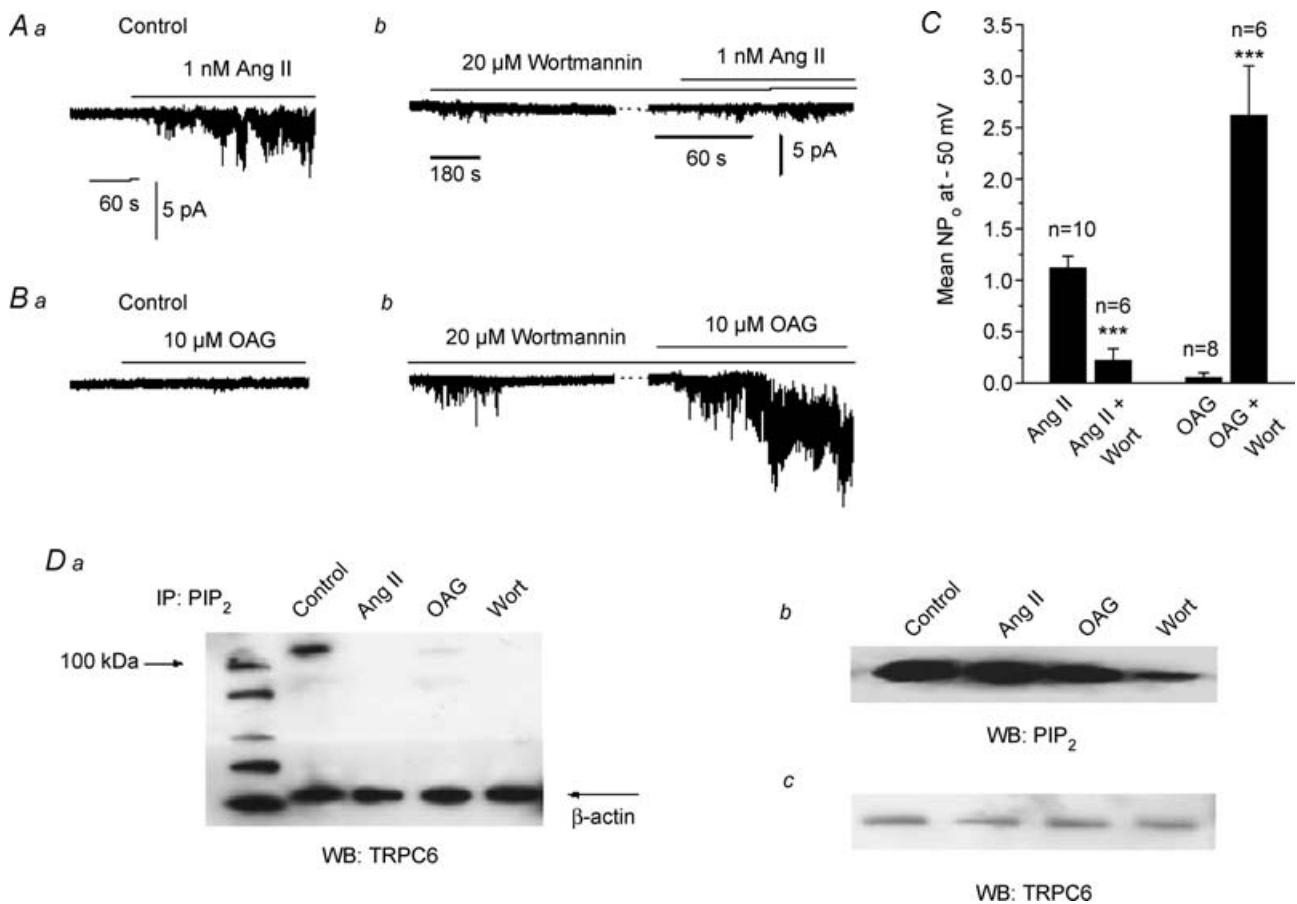 A a
Control
1 nM Ang II
60 s
5 pA
b
20 µM Wortmannin
1 nM Ang II
180 s
60 s
5 pA
B a
Control
10 µM OAG
b
20 µM Wortmannin
10 µM OAG
C
Mean NPo at - 50 mV
3.5
3.0
2.5
2.0
1.5
1.0
0.5
0.0
n=10
n=6
***
n=8
n=6
***
Ang II
Ang II +
Wort
OAG
OAG +
Wort
D a
IP: PIP2
Control
Ang II
OAG
Wort
100 kDa
β-actin
WB: TRPC6
b
Control
Ang II
OAG
Wort
WB: PIP2
c
WB: TRPC6